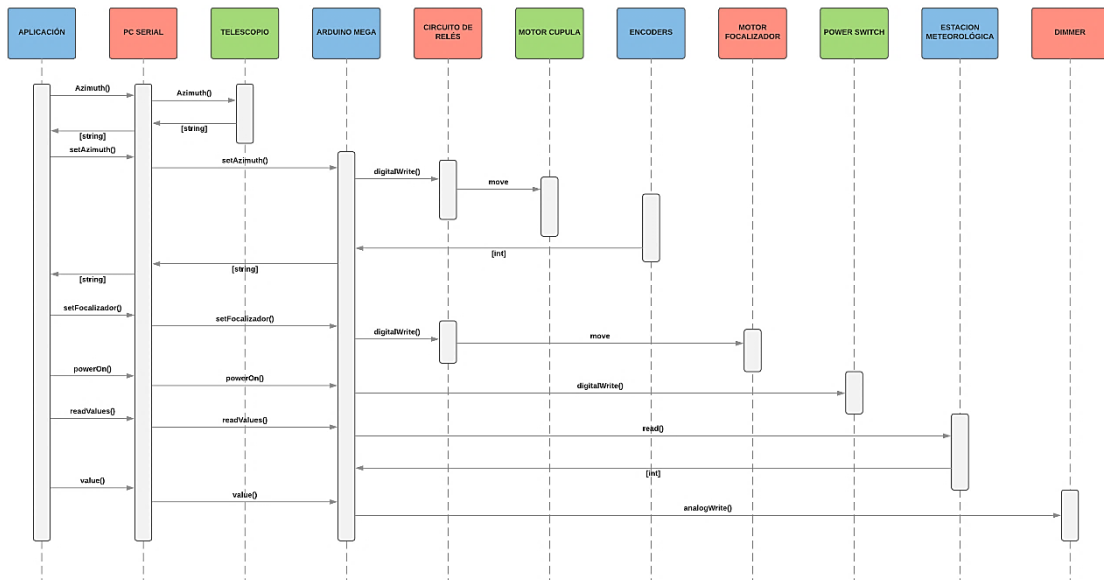 APLICACIÓN
PC SERIAL
TELESCOPIO
ARDUINO MEGA
CIRCUITO DE
RELÉS
MOTOR CUPULA
ENCODERS
MOTOR
FOCALIZADOR
POWER SWITCH
ESTACION
METEOROLÓGICA
DIMMER
Azimuth()
Azimuth()
[string]
[string]
setAzimuth()
setAzimuth()
digitalWrite()
move
[int]
[string]
[string]
setFocalizador()
setFocalizador()
digitalWrite()
move
powerOn()
powerOn()
digitalWrite()
readValues()
readValues()
read()
[int]
value()
value()
analogWrite()